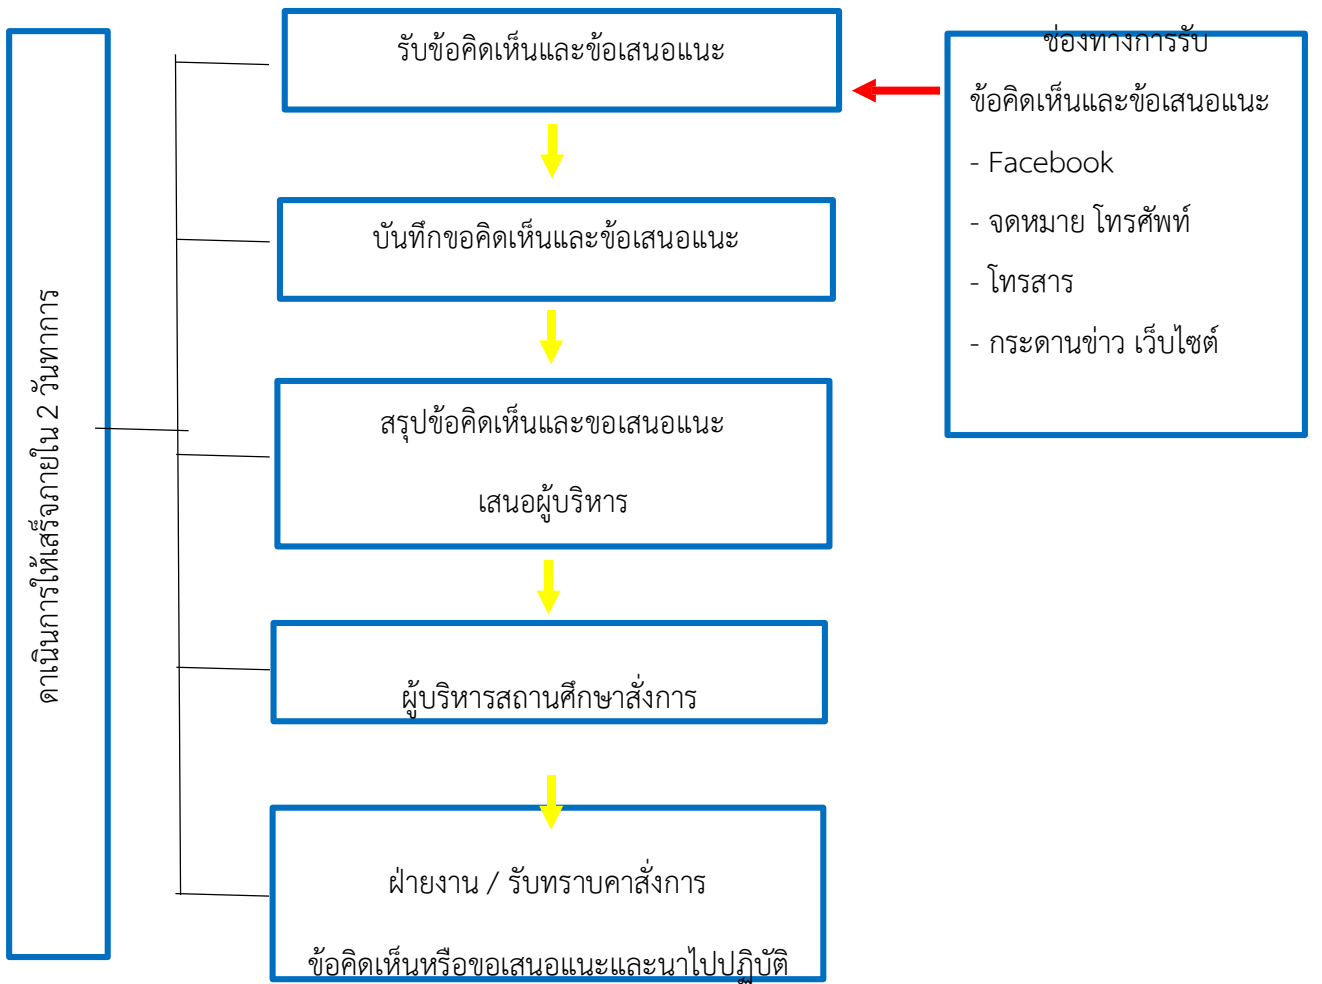 รับข้อคิดเห็นและข้อเสนอแนะ
บันทึกขอคิดเห็นและข้อเสนอแนะ
สรุปข้อคิดเห็นและขอเสนอแนะ
เสนอผู้บริหาร
ผู้บริหารสถานศึกษาสั่งการ
ฝ่ายงาน / รับทราบคาสั่งการ
ข้อคิดเห็นหรือขอเสนอแนะและนาไปปฏิบัติ
ช่องทางการรับ
ข้อคิดเห็นและข้อเสนอแนะ
- Facebook
- จดหมาย โทรศัพท์
- โทรสาร
- กระดานข่าว เว็บไซต์
ดาเนินการให้เสร็จภายใน 2 วันทาการ